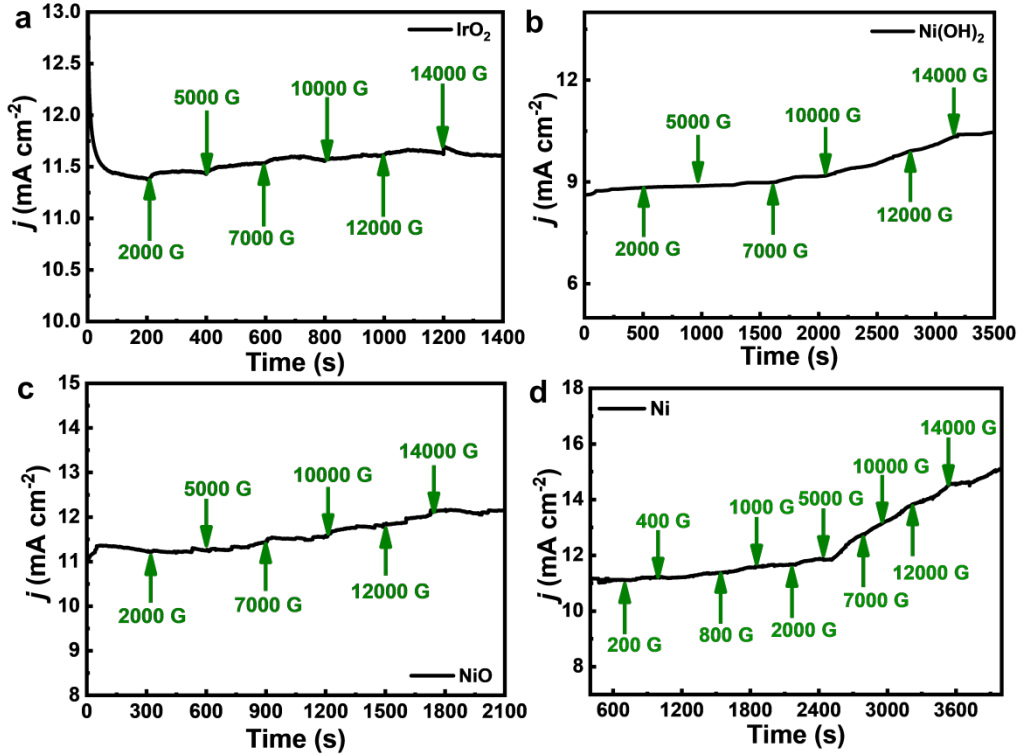 a
IrO₂
13.0
12.5
12.0
11.5
11.0
10.5
10.0
j (mA cm⁻²)
2000 G
5000 G
7000 G
10000 G
12000 G
14000 G
0 200 400 600 800 1000 1200 1400
Time (s)
b
Ni(OH)₂
12
9
6
j (mA cm⁻²)
2000 G
5000 G
7000 G
10000 G
12000 G
14000 G
0 500 1000 1500 2000 2500 3000 3500
Time (s)
c
NiO
15
14
13
12
11
10
9
8
j (mA cm⁻²)
2000 G
5000 G
7000 G
10000 G
12000 G
14000 G
0 300 600 900 1200 1500 1800 2100
Time (s)
d
Ni
18
16
14
12
10
8
j (mA cm⁻²)
200 G
400 G
800 G
1000 G
2000 G
5000 G
7000 G
10000 G
12000 G
14000 G
600 1200 1800 2400 3000 3600
Time (s)